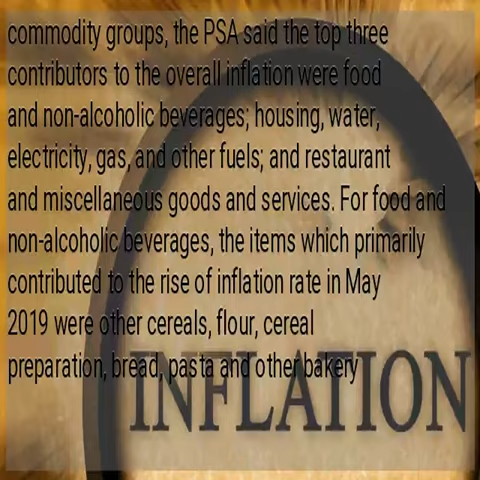 commodity groups, the PSA said the top three
contributors to the overall inflation were food
and non-alcoholic beverages; housing, water,
electricity, gas, and other fuels; and restaurant
and miscellaneous goods and services. For food and
non-alcoholic beverages, the items which primarily
contributed to the rise of inflation rate in May
2019 were other cereals, flour, cereal
preparation, bread, pasta and other bakery
INFLATION